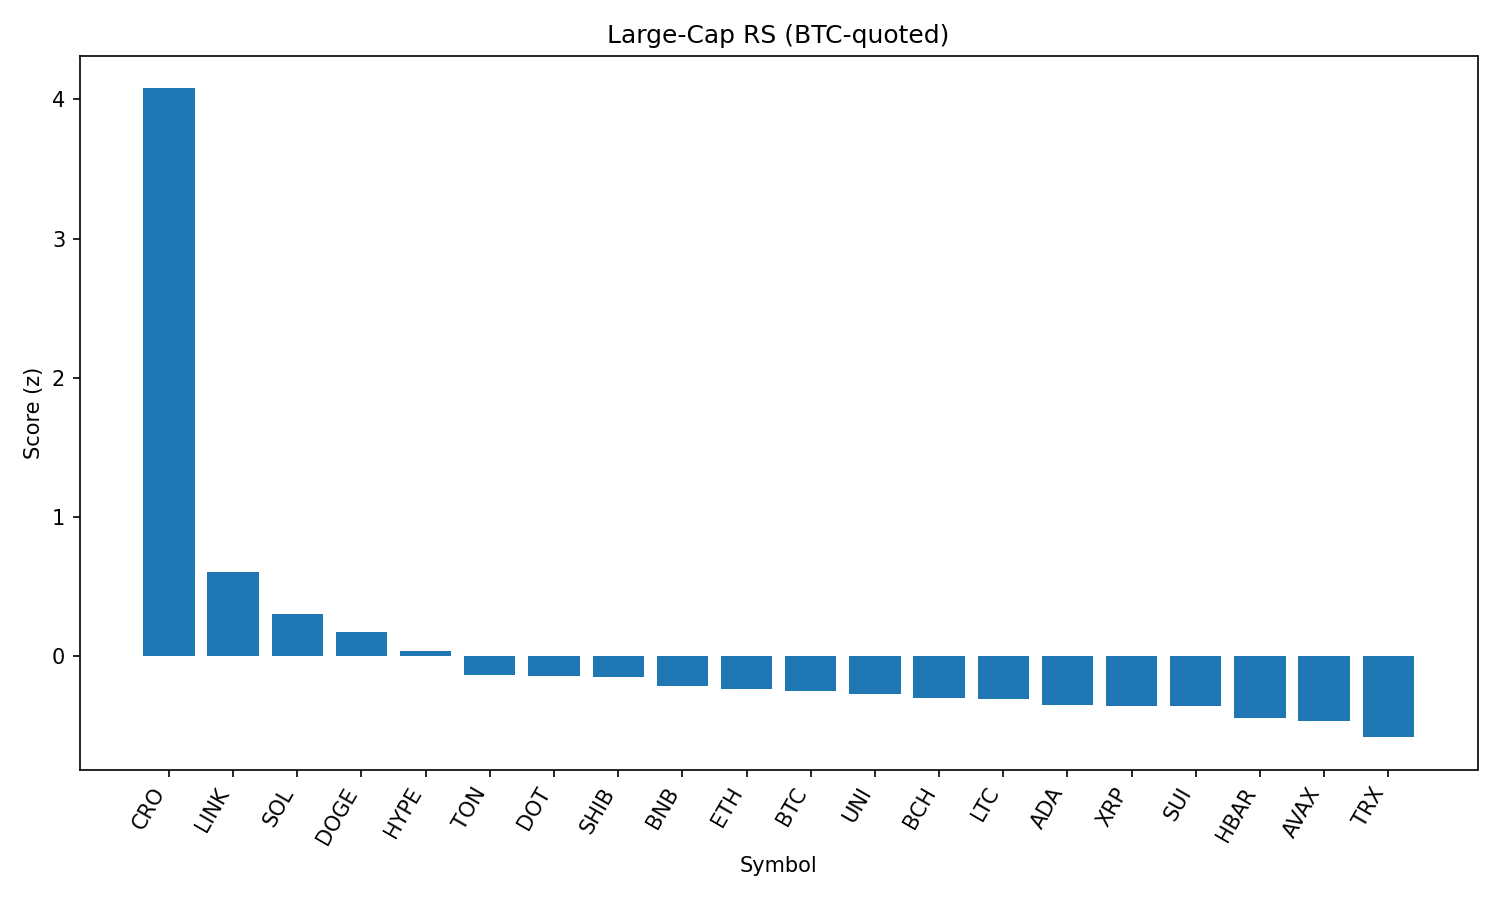 Large-Cap RS (BTC-quoted)
4
3
2
1
0
Score (z)
CRO
LINK
SOL
DOGE
HYPE
TON
DOT
SHIB
BNB
ETH
BTC
UNI
BCH
LTC
ADA
XRP
SUI
HBAR
AVAX
TRX
Symbol